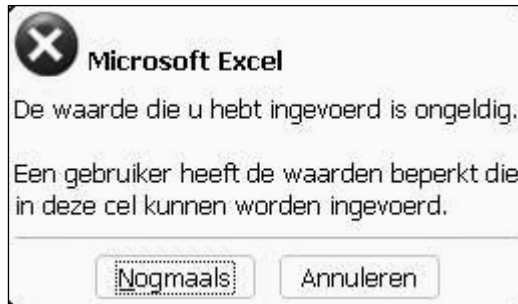 Microsoft Excel
De waarde die u hebt ingevoerd is ongeldig.
Een gebruiker heeft de waarden beperkt die
in deze cel kunnen worden ingevoerd.
Nogmaals
Annuleren